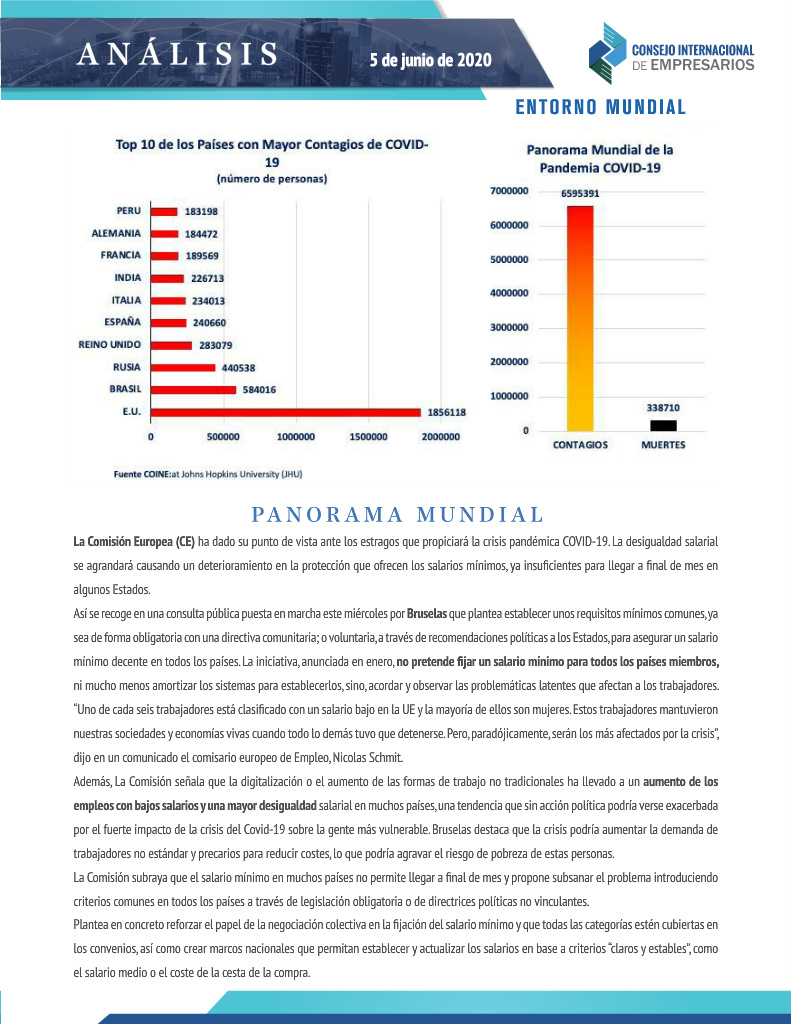 ANÁLISIS
5 de junio de 2020
CONSEJO INTERNACIONAL
DE EMPRESARIOS
ENTORNO MUNDIAL
Top 10 de los Países con Mayor Contagios de COVID-
19
(número de personas)
PERU 183198
ALEMANIA 184472
FRANCIA 189569
INDIA 226713
ITALIA 234013
ESPAÑA 240660
REINO UNIDO 283079
RUSIA 440538
BRASIL 584016
E.U. 1856118
0 500000 1000000 1500000 2000000
Fuente COINE:at Johns Hopkins University (JHU)
Panorama Mundial de la
Pandemia COVID-19
7000000
6595391
6000000
5000000
4000000
3000000
2000000
1000000
338710
0
CONTAGIOS MUERTES
PANORAMA MUNDIAL
La Comisión Europea (CE) ha dado su punto de vista ante los estragos que propiciará la crisis pandémica COVID-19. La desigualdad salarial
se agrandará causando un deterioramiento en la protección que ofrecen los salarios mínimos, ya insuficientes para llegar a final de mes en
algunos Estados.
Así se recoge en una consulta pública puesta en marcha este miércoles por Bruselas que plantea establecer unos requisitos mínimos comunes, ya
sea de forma obligatoria con una directiva comunitaria; o voluntaria, a través de recomendaciones políticas a los Estados, para asegurar un salario
mínimo decente en todos los países. La iniciativa, anunciada en enero, no pretende fijar un salario mínimo para todos los países miembros,
ni mucho menos amortizar los sistemas para establecerlos, sino, acordar y observar las problemáticas latentes que afectan a los trabajadores.
“Uno de cada seis trabajadores está clasificado con un salario bajo en la UE y la mayoría de ellos son mujeres. Estos trabajadores mantuvieron
nuestras sociedades y economías vivas cuando todo lo demás tuvo que detenerse. Pero, paradójicamente, serán los más afectados por la crisis”,
dijo en un comunicado el comisario europeo de Empleo, Nicolas Schmit.
Además, La Comisión señala que la digitalización o el aumento de las formas de trabajo no tradicionales ha llevado a un aumento de los
empleos con bajos salarios y una mayor desigualdad salarial en muchos países, una tendencia que sin acción política podría verse exacerbada
por el fuerte impacto de la crisis del Covid-19 sobre la gente más vulnerable. Bruselas destaca que la crisis podría aumentar la demanda de
trabajadores no estándar y precarios para reducir costes, lo que podría agravar el riesgo de pobreza de estas personas.
La Comisión subraya que el salario mínimo en muchos países no permite llegar a final de mes y propone subsanar el problema introduciendo
criterios comunes en todos los países a través de legislación obligatoria o de directrices políticas no vinculantes.
Plantea en concreto reforzar el papel de la negociación colectiva en la fijación del salario mínimo y que todas las categorías estén cubiertas en
los convenios, así como crear marcos nacionales que permitan establecer y actualizar los salarios en base a criterios “claros y estables”, como
el salario medio o el coste de la cesta de la compra.